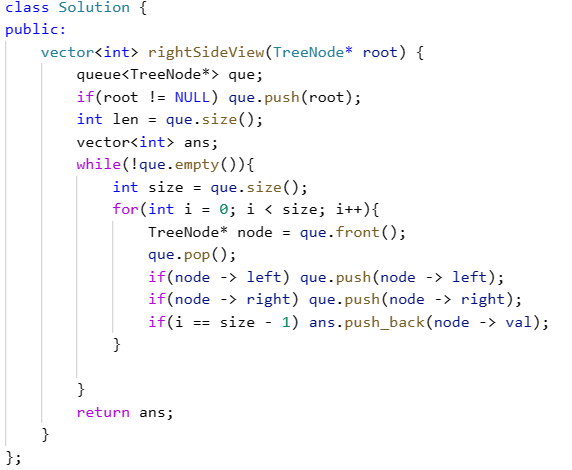 class Solution {
public:
    vector<int> rightSideView(TreeNode* root) {
        queue<TreeNode*> que;
        if(root != NULL) que.push(root);
        int len = que.size();
        vector<int> ans;
        while(!que.empty()){
            int size = que.size();
            for(int i = 0; i < size; i++){
                TreeNode* node = que.front();
                que.pop();
                if(node -> left) que.push(node -> left);
                if(node -> right) que.push(node -> right);
                if(i == size - 1) ans.push_back(node -> val);
            }

        }
        return ans;
    }
};